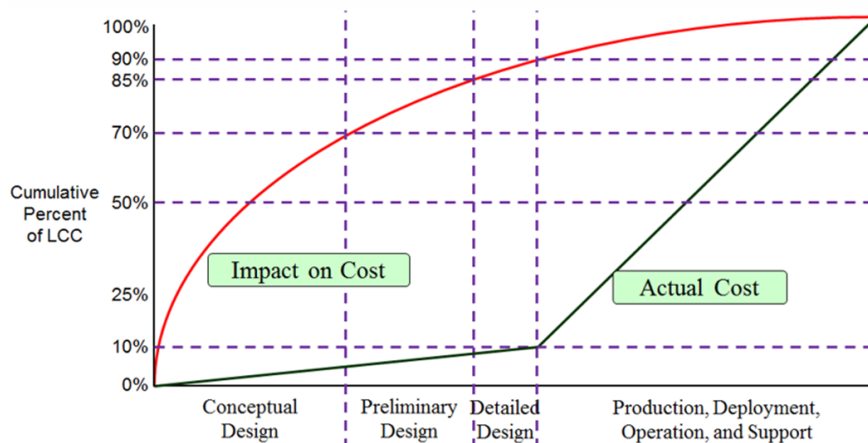 100%
90%
85%
70%
Cumulative
Percent
of LCC
50%
Impact on Cost
Actual Cost
25%
10%
0%
Conceptual
Design
Preliminary
Design
Detailed
Design
Production, Deployment,
Operation, and Support